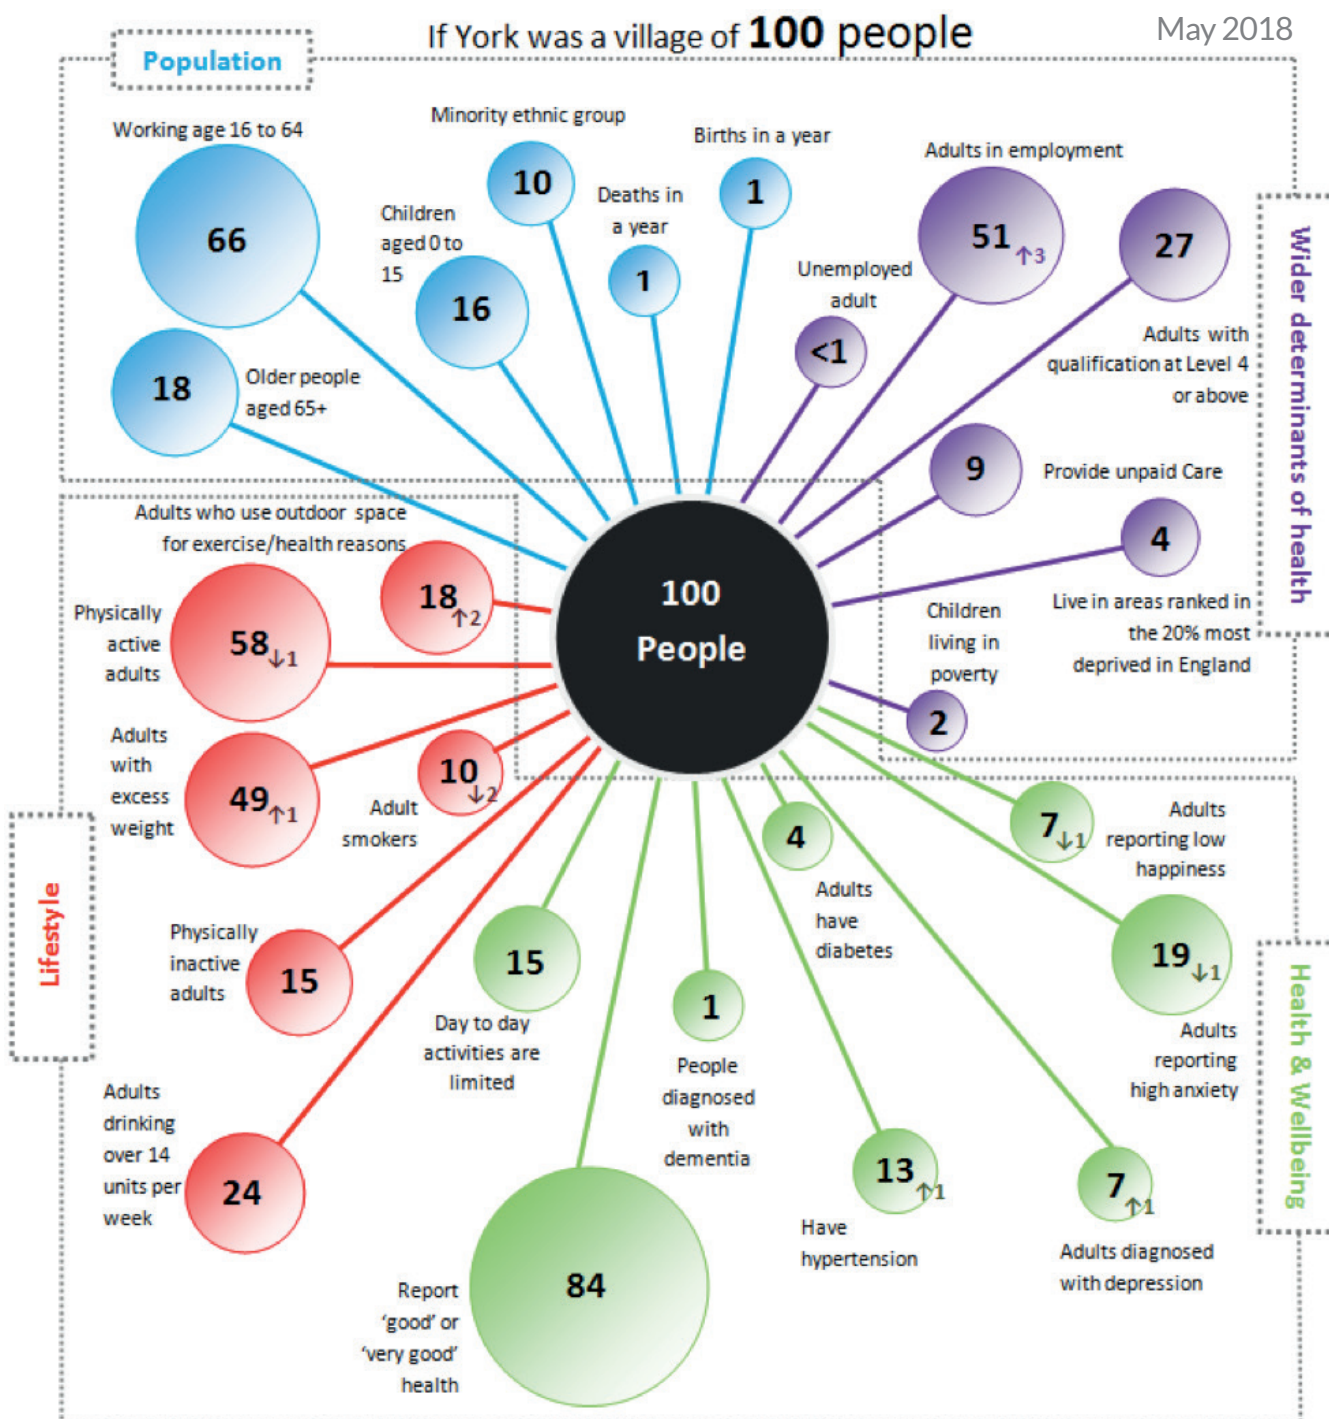 If York was a village of 100 people
May 2018
Population
Working age 16 to 64
66
18
Older people
aged 65+
Children
aged 0 to
15
16
Minority ethnic group
10
Deaths in
a year
1
Births in a year
1
Adults in employment
51 ↑3
Unemployed
adult
<1
27
Adults with
qualification at Level 4
or above
9
Provide unpaid Care
4
Live in areas ranked in
the 20% most
deprived in England
Children
living in
poverty
2
Wider determinants of health
100
People
Adults who use outdoor space
for exercise/health reasons
18 ↑2
Physically
active
adults
58 ↓1
Adults
with
excess
weight
49 ↑1
10 ↓2
Adult
smokers
Physically
inactive
adults
15
Adults
drinking
over 14
units per
week
24
Lifestyle
15
Day to day
activities are
limited
84
Report
‘good’ or
‘very good’
health
1
People
diagnosed
with
dementia
4
Adults
have
diabetes
13 ↑1
Have
hypertension
7 ↑1
Adults diagnosed
with depression
7 ↓1
Adults
reporting low
happiness
19 ↓1
Adults
reporting
high anxiety
Health & Wellbeing